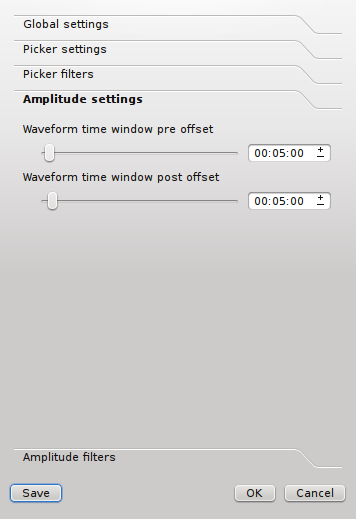 Global settings
Picker settings
Picker filters
Amplitude settings
Waveform time window pre offset
00:05:00
Waveform time window post offset
00:05:00
Amplitude filters
Save OK Cancel